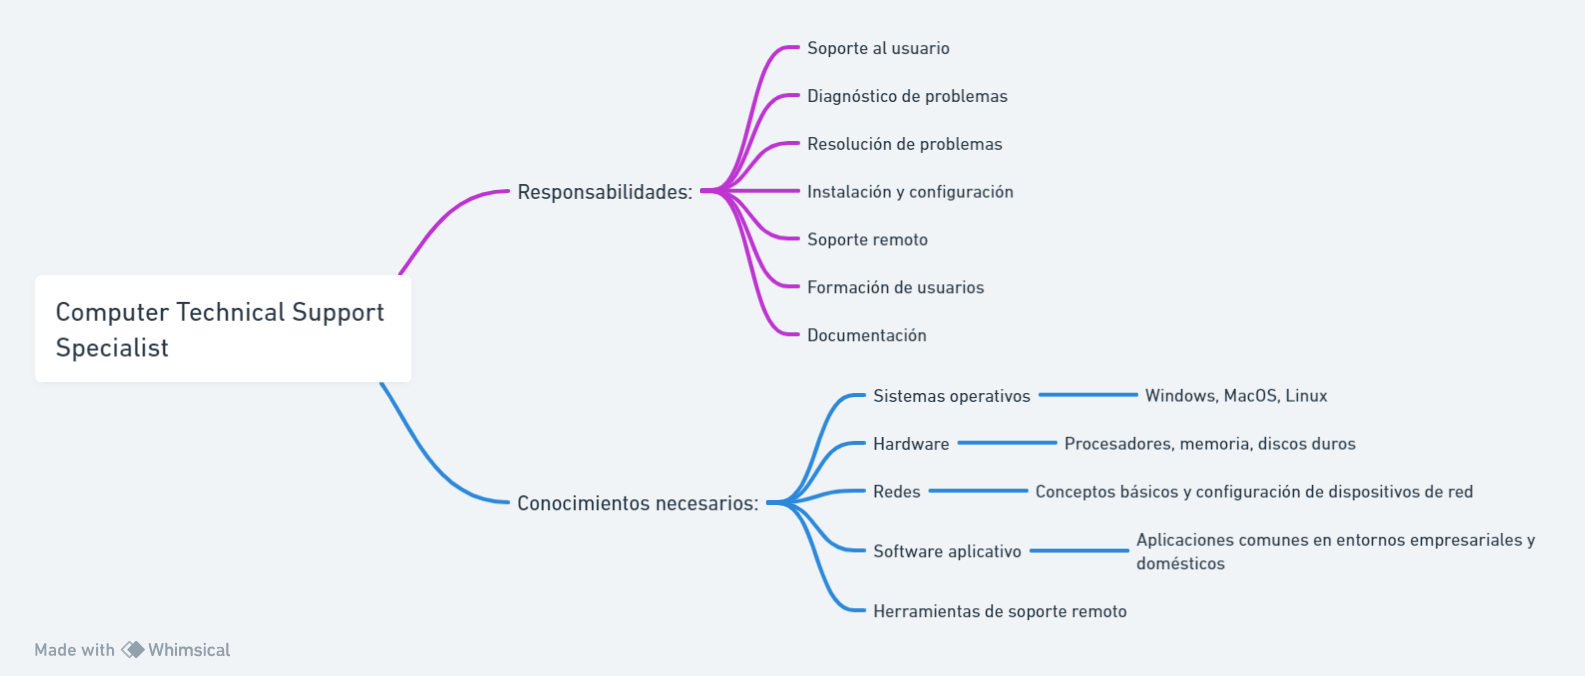 Computer Technical Support
Specialist
Responsabilidades:
Soporte al usuario
Diagnóstico de problemas
Resolución de problemas
Instalación y configuración
Soporte remoto
Formación de usuarios
Documentación
Conocimientos necesarios:
Sistemas operativos
Windows, MacOS, Linux
Hardware
Procesadores, memoria, discos duros
Redes
Conceptos básicos y configuración de dispositivos de red
Software aplicativo
Aplicaciones comunes en entornos empresariales y
domésticos
Herramientas de soporte remoto
Made with Whimsical